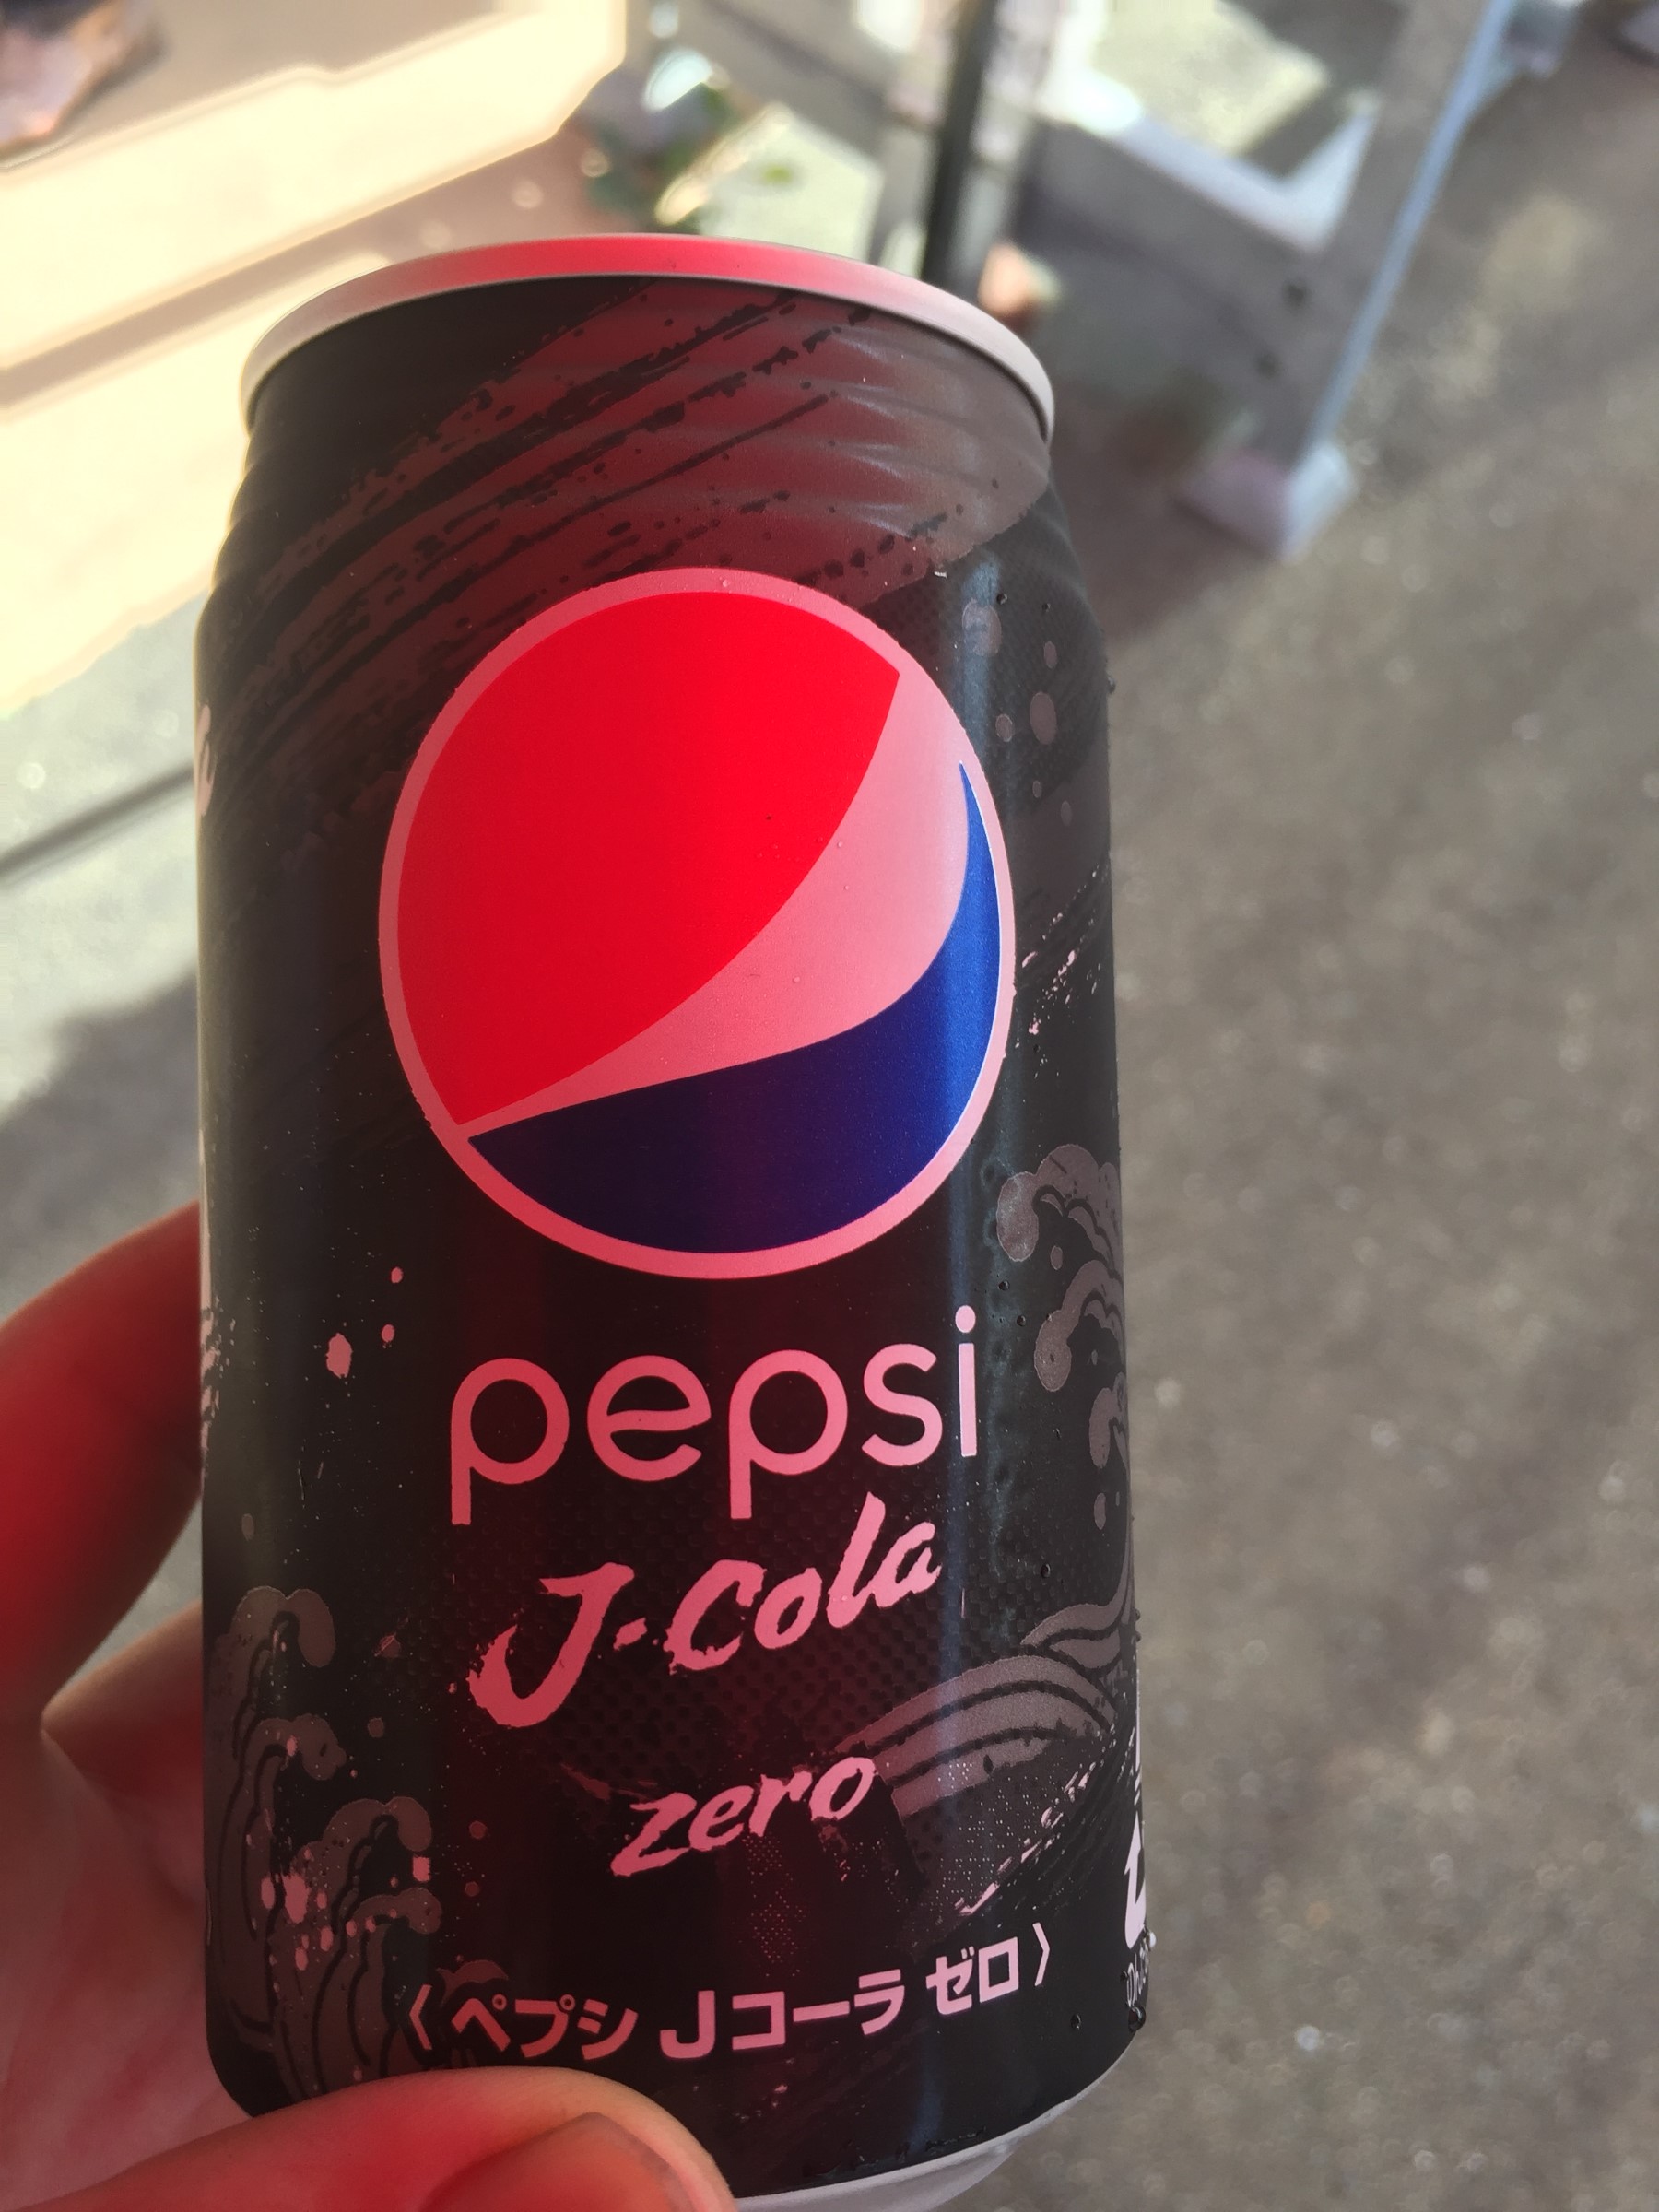 pepsi
J-Cola
zero
〈ペプシ Jコーラ ゼロ〉